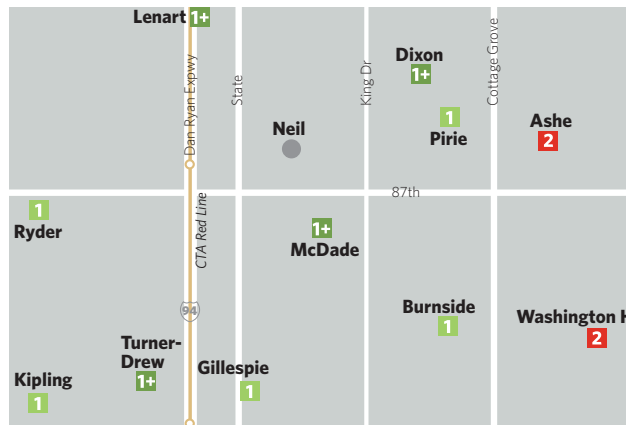 Lenart 1+
Dan Ryan Expwy
State
King Dr
Cottage Grove
Dixon
1+
1
Pirie
Ashe
2
Neil
87th
1
Ryder
CTA Red Line
1+
McDade
94
Burnside
1
Washington
2
Turner-
Drew
1+
Gillespie
1
Kipling
1